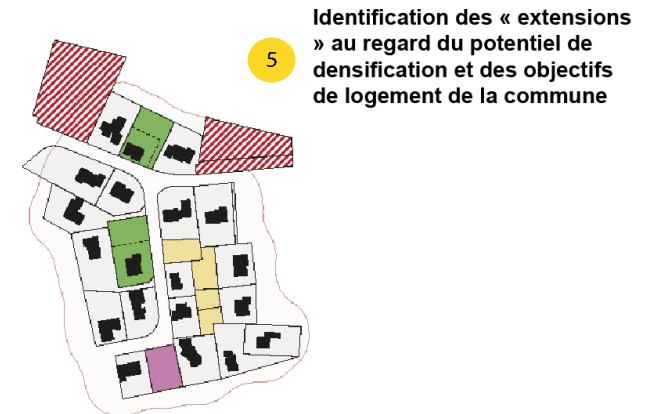 5
Identification des « extensions
» au regard du potentiel de
densification et des objectifs
de logement de la commune